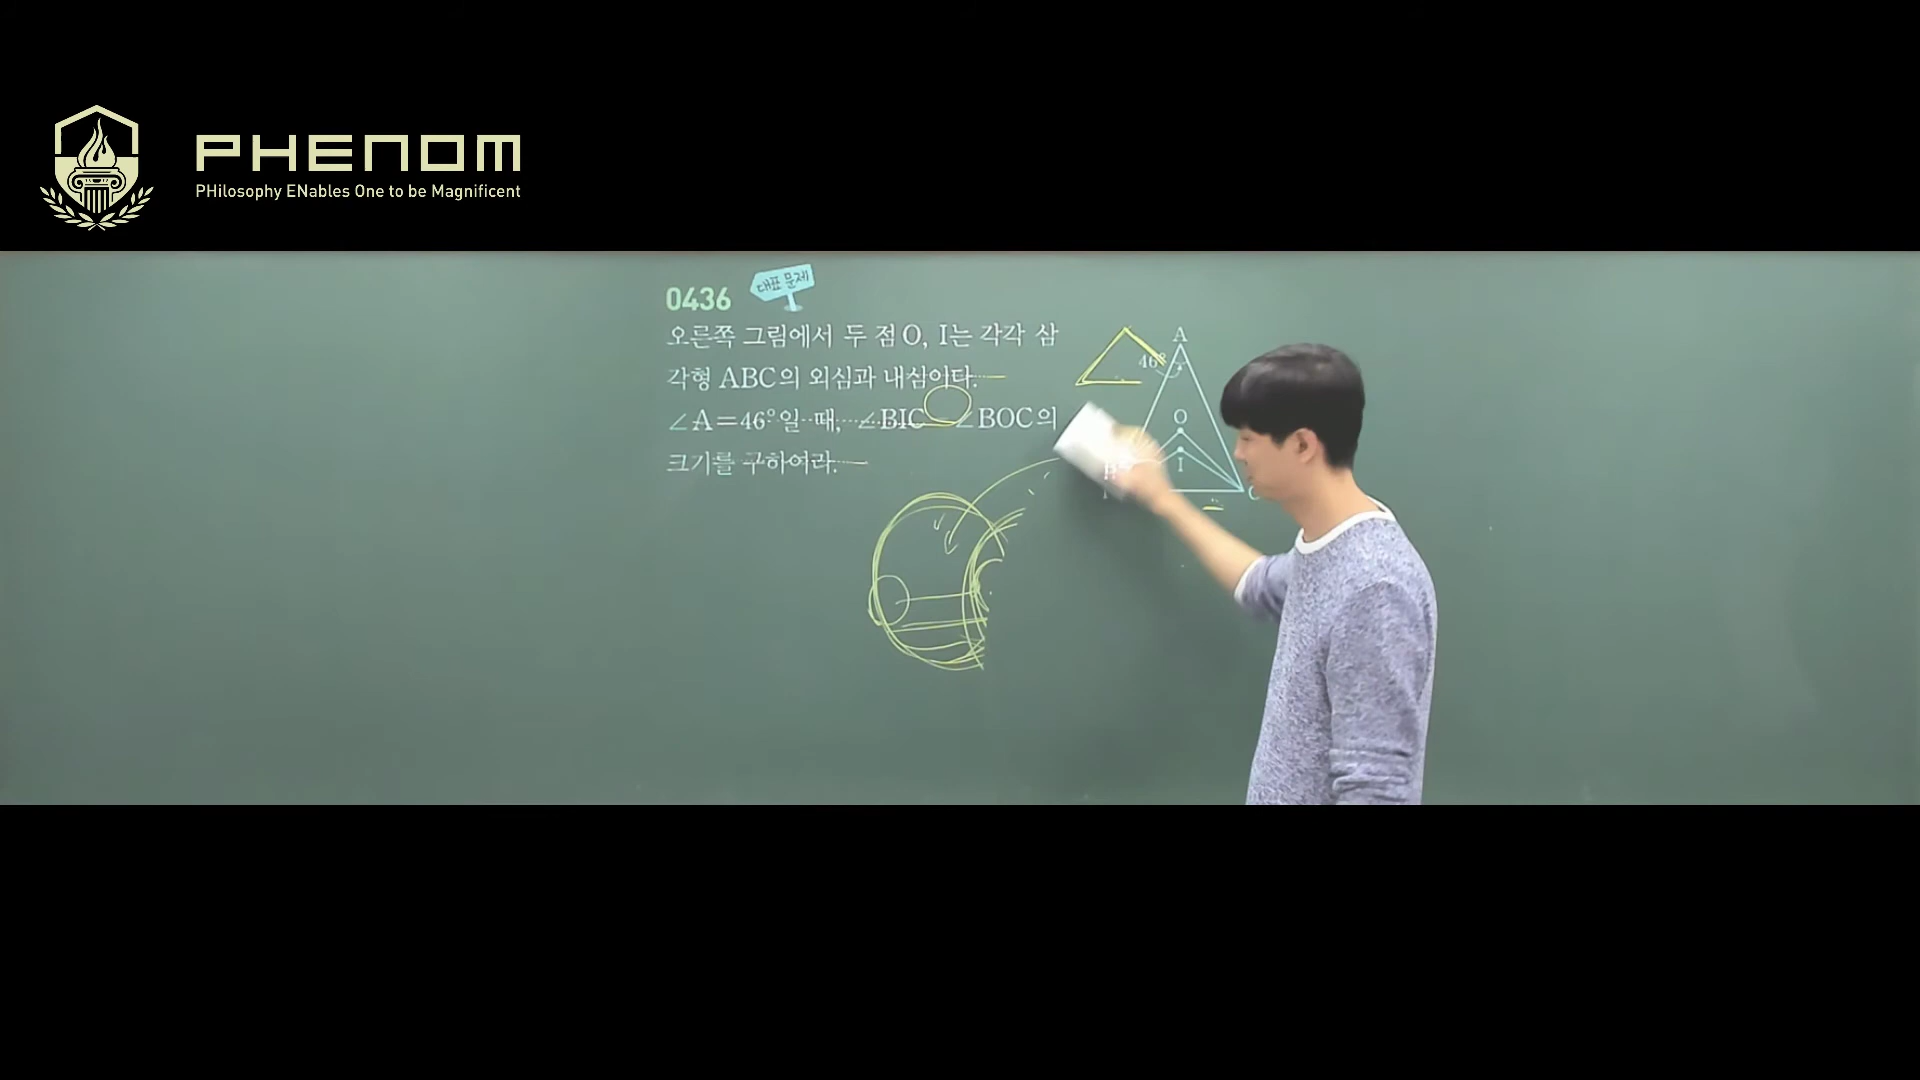 PHENOM
PHilosophy ENables One to be Magnificent
0436 대표 문제
오른쪽 그림에서 두 점 O, I는 각각 삼
각형 ABC의 외심과 내심이다.
∠A=46°일 때, ∠BIC-∠BOC의
크기를 구하여라.
A
46°
O
I
B
C